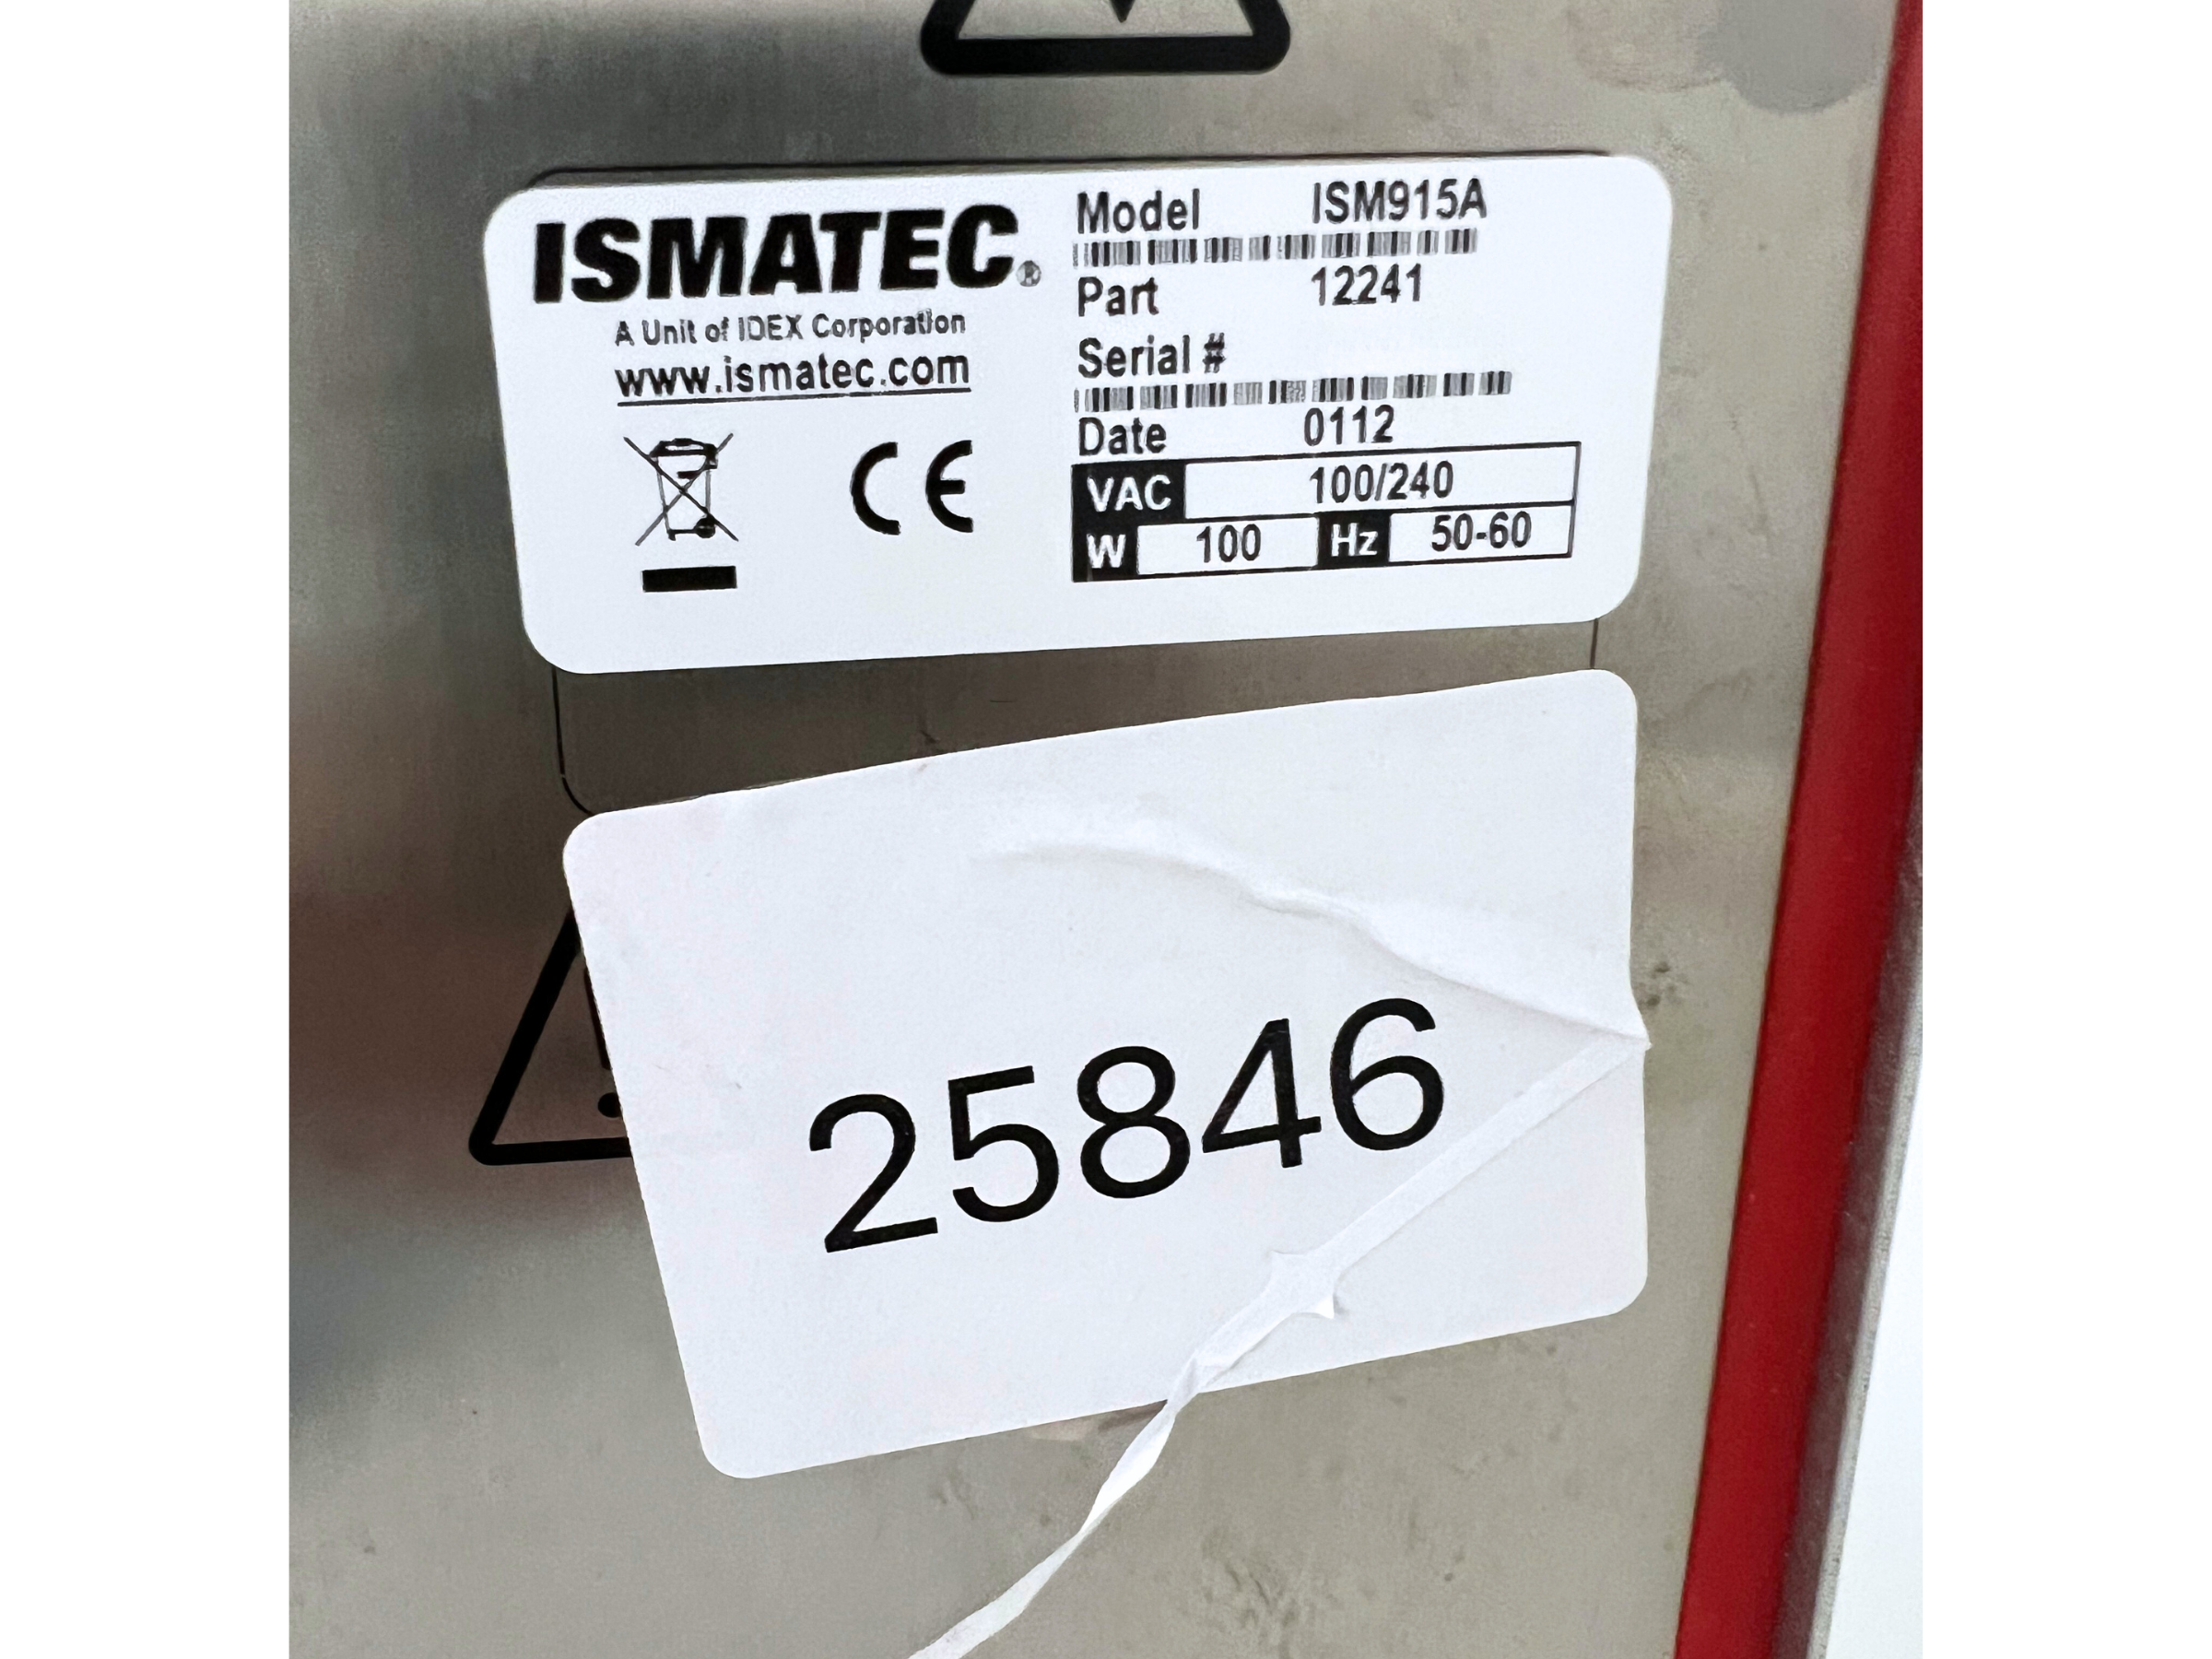 ISMATEC®
A Unit of IDEX Corporation
www.ismatec.com
CE
Model ISM915A
Part 12241
Serial #
Date 0112
VAC 100/240
W 100 Hz 50-60
25846